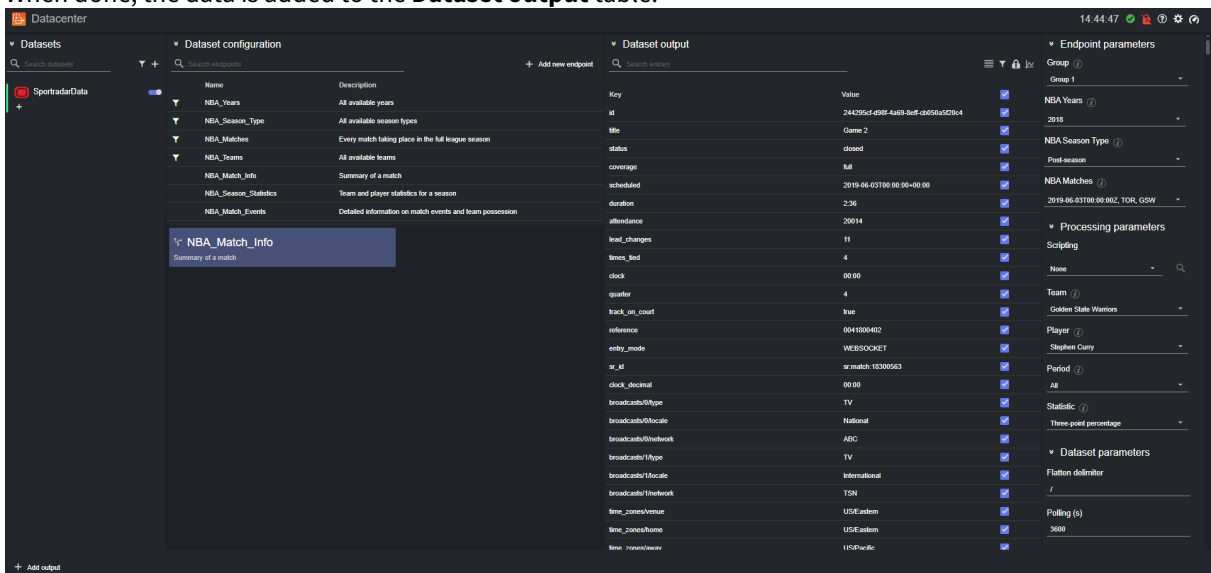 When done, the data is added to the Dataset output table.
Datacenter
14:44:47
Datasets
Search datasets
SportradarData
+
Dataset configuration
Search endpoints
+ Add new endpoint
Name Description
NBA_Years All available years
NBA_Season_Type All available season types
NBA_Matches Every match taking place in the full league season
NBA_Teams All available teams
NBA_Match_Info Summary of a match
NBA_Season_Statistics Team and player statistics for a season
NBA_Match_Events Detailed information on match events and team possession
NBA_Match_Info
Summary of a match
Dataset output
Search entries
Key Value
id 244295cf-d98f-4a69-8eff-cb050a5f20c4
title Game 2
status closed
coverage full
scheduled 2019-06-03T00:00:00+00:00
duration 2:36
attendance 20014
lead_changes 11
times_tied 4
clock 00:00
quarter 4
track_on_court true
reference 0041800402
entry_mode WEBSOCKET
sr_id sr:match:18300563
clock_decimal 00:00
broadcasts/0/type TV
broadcasts/0/locale National
broadcasts/0/network ABC
broadcasts/1/type TV
broadcasts/1/locale International
broadcasts/1/network TSN
time_zones/venue US/Eastern
time_zones/home US/Eastern
time_zones/away US/Pacific
Endpoint parameters
Group
Group 1
NBA Years
2018
NBA Season Type
Post-season
NBA Matches
2019-06-03T00:00:00Z, TOR, GSW
Processing parameters
Scripting
None
Team
Golden State Warriors
Player
Stephen Curry
Period
All
Statistic
Three-point percentage
Dataset parameters
Flatten delimiter
/
Polling (s)
3600
+ Add output